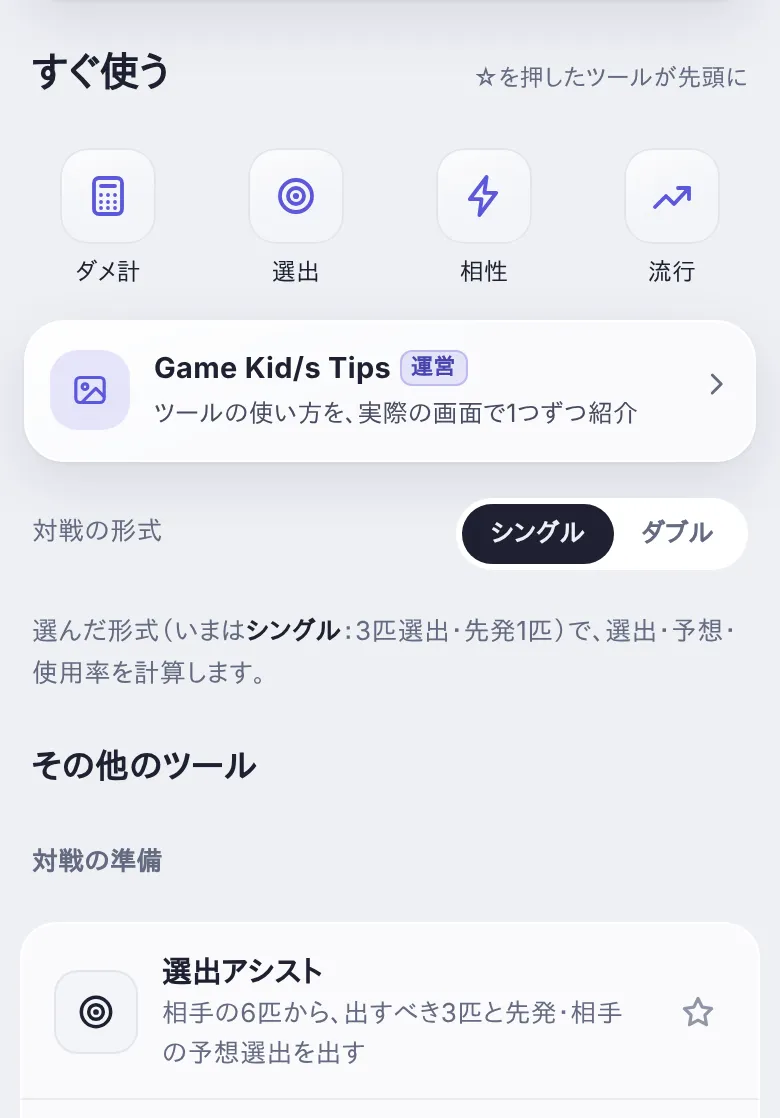 すぐ使う
☆を押したツールが先頭に
ダメ計
選出
相性
流行
Game Kid/s Tips 運営
ツールの使い方を、実際の画面で1つずつ紹介
対戦の形式
シングル
ダブル
選んだ形式（いまはシングル：3匹選出・先発1匹）で、選出・予想・
使用率を計算します。
その他のツール
対戦の準備
選出アシスト
相手の6匹から、出すべき3匹と先発・相手
の予想選出を出す